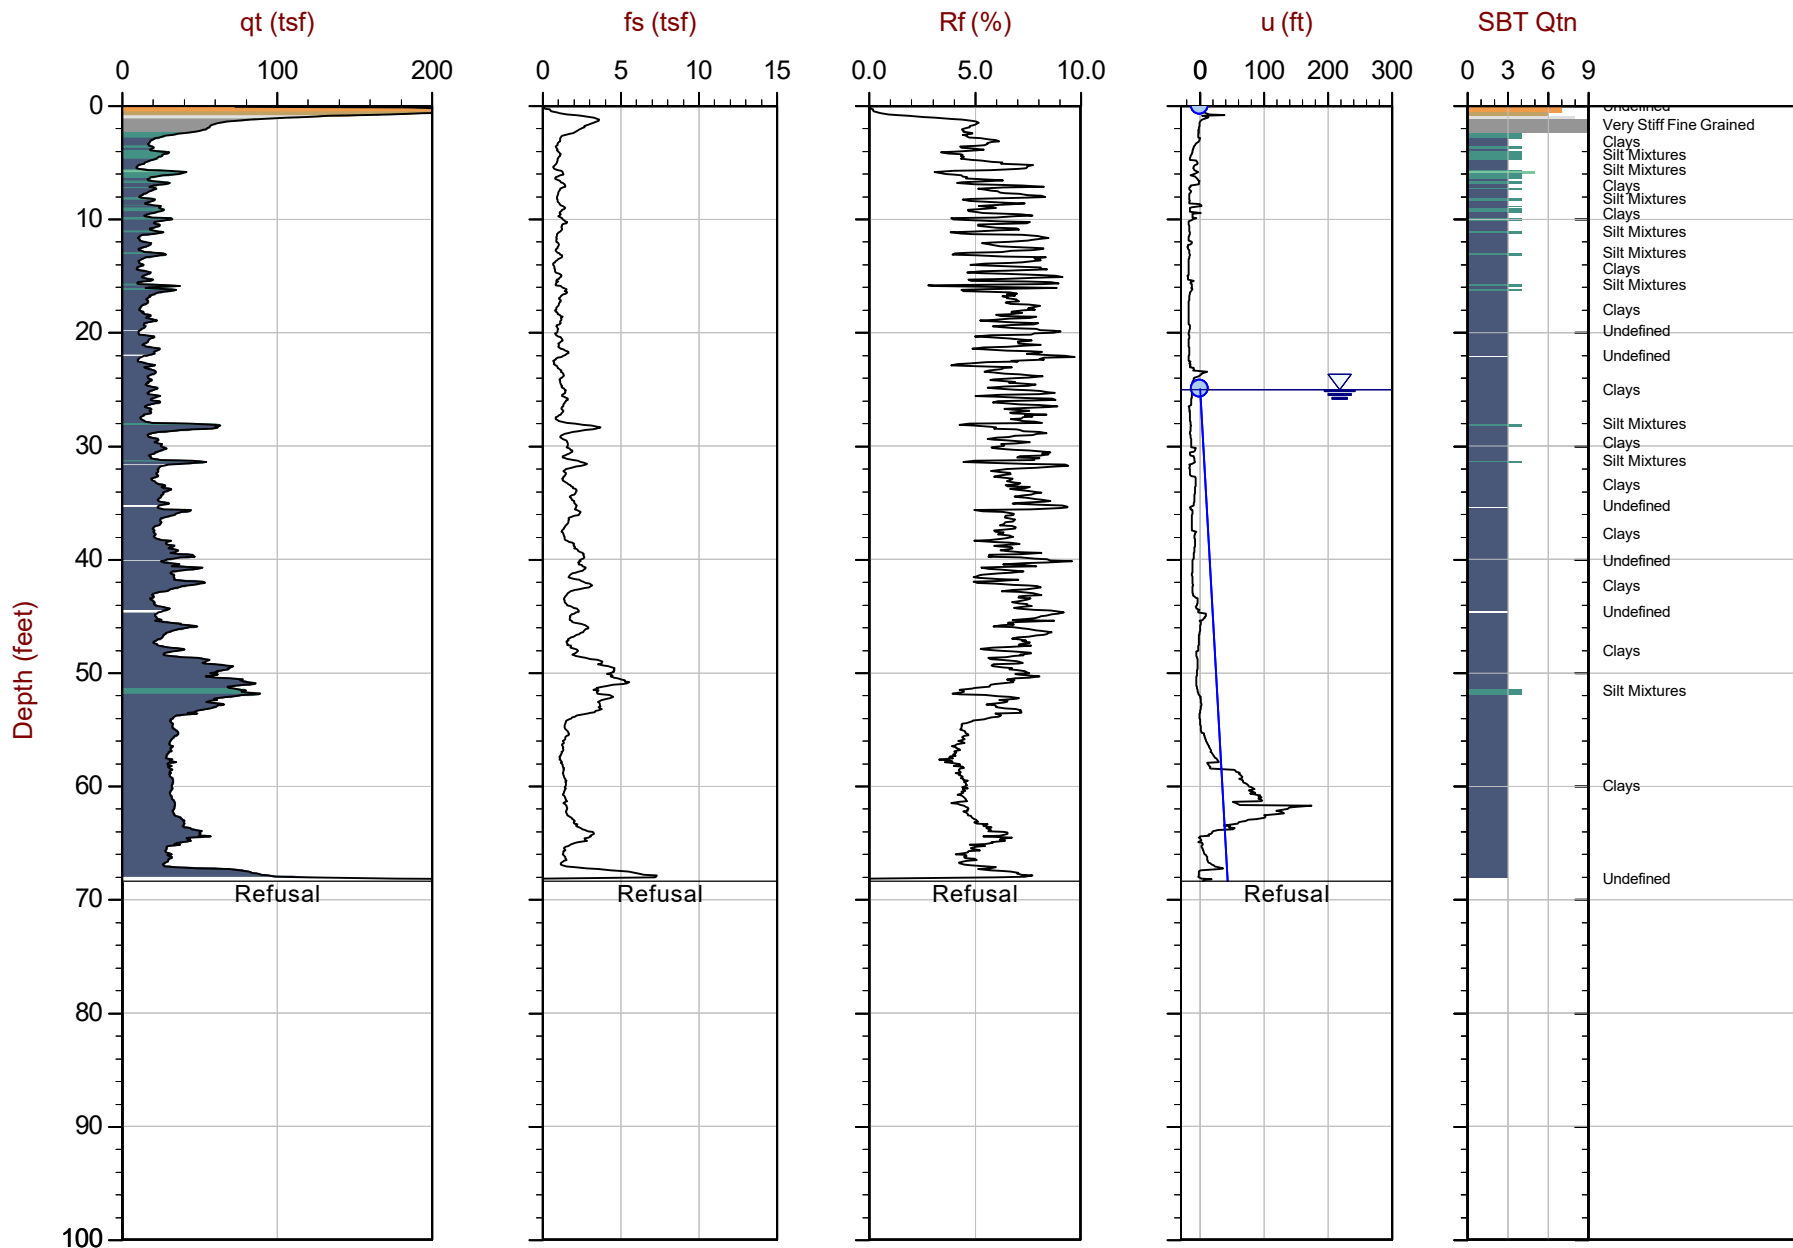 qt (tsf) fs (tsf) Rf (%) u (ft) SBT Qtn
0 100 200 0 5 15 0.0 5.0 10.0 0 100 200 300 0 3 6 9
Depth (feet)
0
10
20
30
40
50
60
70
80
90
100
Undefined
Very Stiff Fine Grained
Clays
Silt Mixtures
Silt Mixtures
Clays
Silt Mixtures
Clays
Silt Mixtures
Silt Mixtures
Clays
Silt Mixtures
Clays
Undefined
Undefined
Clays
Silt Mixtures
Clays
Silt Mixtures
Clays
Undefined
Clays
Undefined
Clays
Undefined
Clays
Silt Mixtures
Clays
Undefined
Refusal Refusal Refusal Refusal